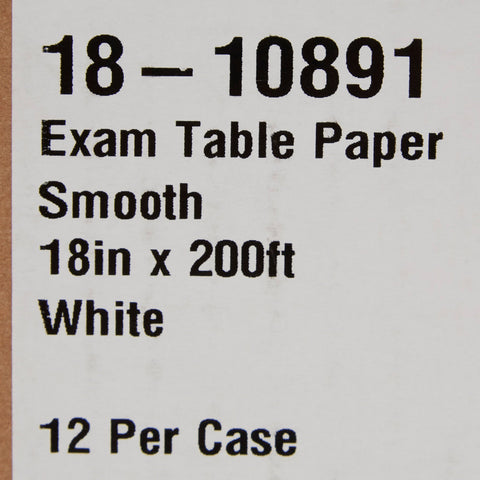 18-10891
Exam Table Paper
Smooth
18in x 200ft
White
12 Per Case